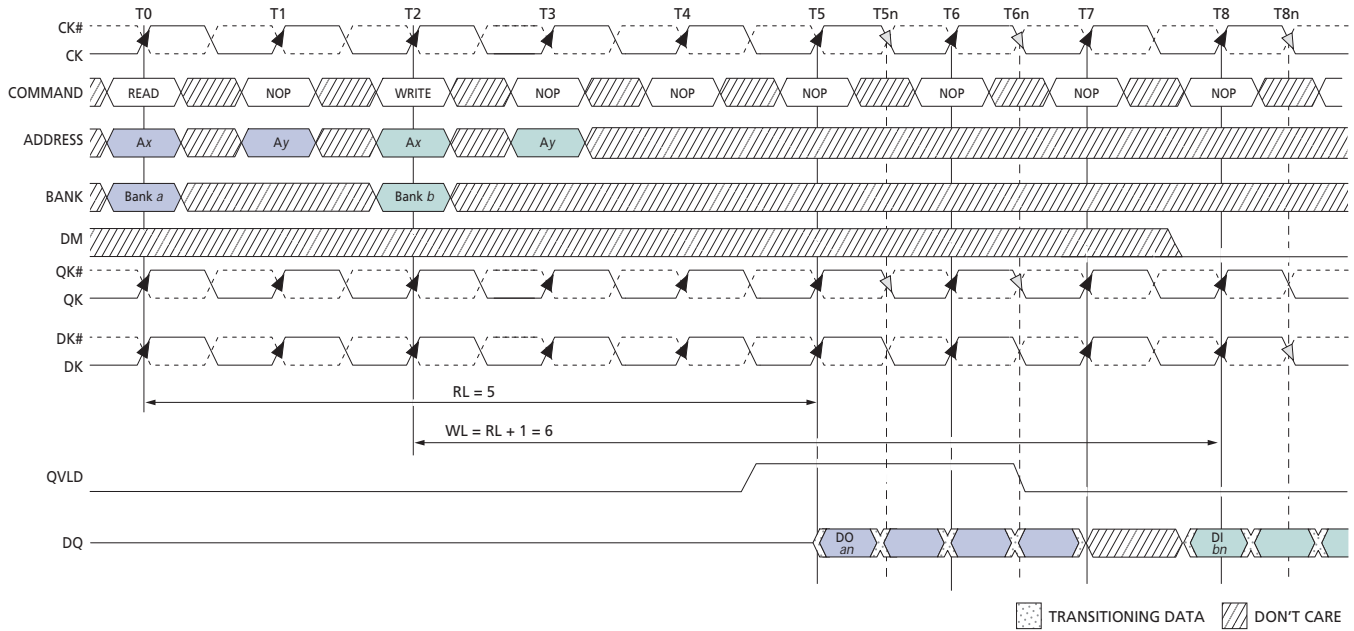 T0 T1 T2 T3 T4 T5 T5n T6 T6n T7 T8 T8n
CK#
CK
COMMAND READ NOP WRITE NOP NOP NOP NOP NOP NOP
ADDRESS Ax Ay Ax Ay
BANK Bank a Bank b
DM
QK#
QK
DK#
DK
RL = 5
WL = RL + 1 = 6
QVLD
DQ DO an DI bn
TRANSITIONING DATA DON'T CARE